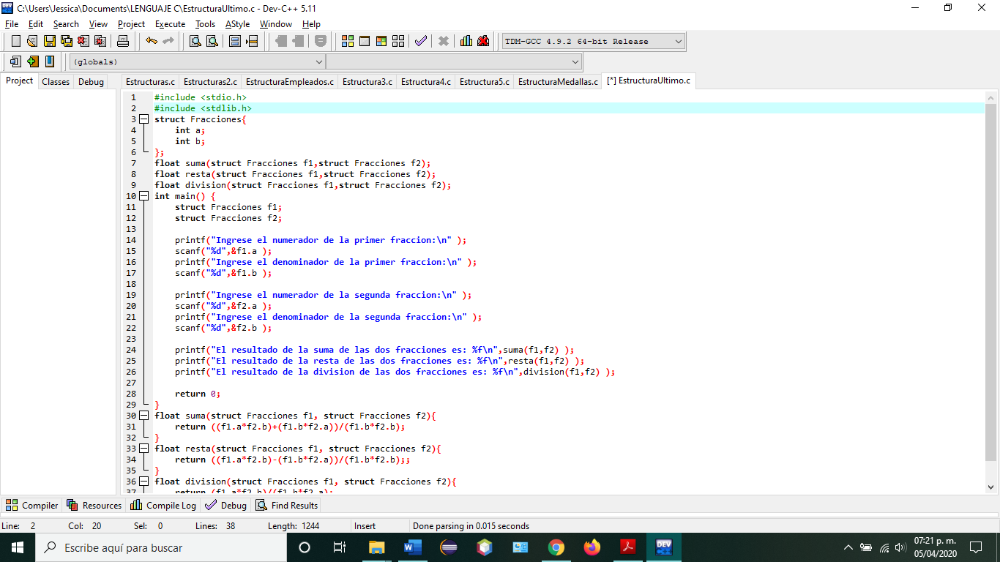 C:\Users\Jessica\Documents\LENGUAJE C\EstructuraUltimo.c - Dev-C++ 5.11
File Edit Search View Project Execute Tools AStyle Window Help
TDM-GCC 4.9.2 64-bit Release
(globals)
Project Classes Debug
Estructuras.c Estructuras2.c EstructuraEmpleados.c Estructura3.c Estructura4.c Estructura5.c EstructuraMedallas.c [*] EstructuraUltimo.c
1 #include <stdio.h>
2 #include <stdlib.h>
3 struct Fracciones{
4 int a;
5 int b;
6 };
7 float suma(struct Fracciones f1,struct Fracciones f2);
8 float resta(struct Fracciones f1,struct Fracciones f2);
9 float division(struct Fracciones f1,struct Fracciones f2);
10 int main() {
11 struct Fracciones f1;
12 struct Fracciones f2;
13
14 printf("Ingrese el numerador de la primer fraccion:\n" );
15 scanf("%d",&f1.a );
16 printf("Ingrese el denominador de la primer fraccion:\n" );
17 scanf("%d",&f1.b );
18
19 printf("Ingrese el numerador de la segunda fraccion:\n" );
20 scanf("%d",&f2.a );
21 printf("Ingrese el denominador de la segunda fraccion:\n" );
22 scanf("%d",&f2.b );
23
24 printf("El resultado de la suma de las dos fracciones es: %f\n",suma(f1,f2) );
25 printf("El resultado de la resta de las dos fracciones es: %f\n",resta(f1,f2) );
26 printf("El resultado de la division de las dos fracciones es: %f\n",division(f1,f2) );
27
28 return 0;
29 }
30 float suma(struct Fracciones f1, struct Fracciones f2){
31 return ((f1.a*f2.b)+(f1.b*f2.a))/(f1.b*f2.b);
32 }
33 float resta(struct Fracciones f1, struct Fracciones f2){
34 return ((f1.a*f2.b)-(f1.b*f2.a))/(f1.b*f2.b);;
35 }
36 float division(struct Fracciones f1, struct Fracciones f2){
37 return (f1.a*f2.b)/(f1.b*f2.a);
Compiler Resources Compile Log Debug Find Results
Line: 2 Col: 20 Sel: 0 Lines: 38 Length: 1244 Insert Done parsing in 0.015 seconds
Escribe aquí para buscar
DEV
07:21 p. m.
05/04/2020